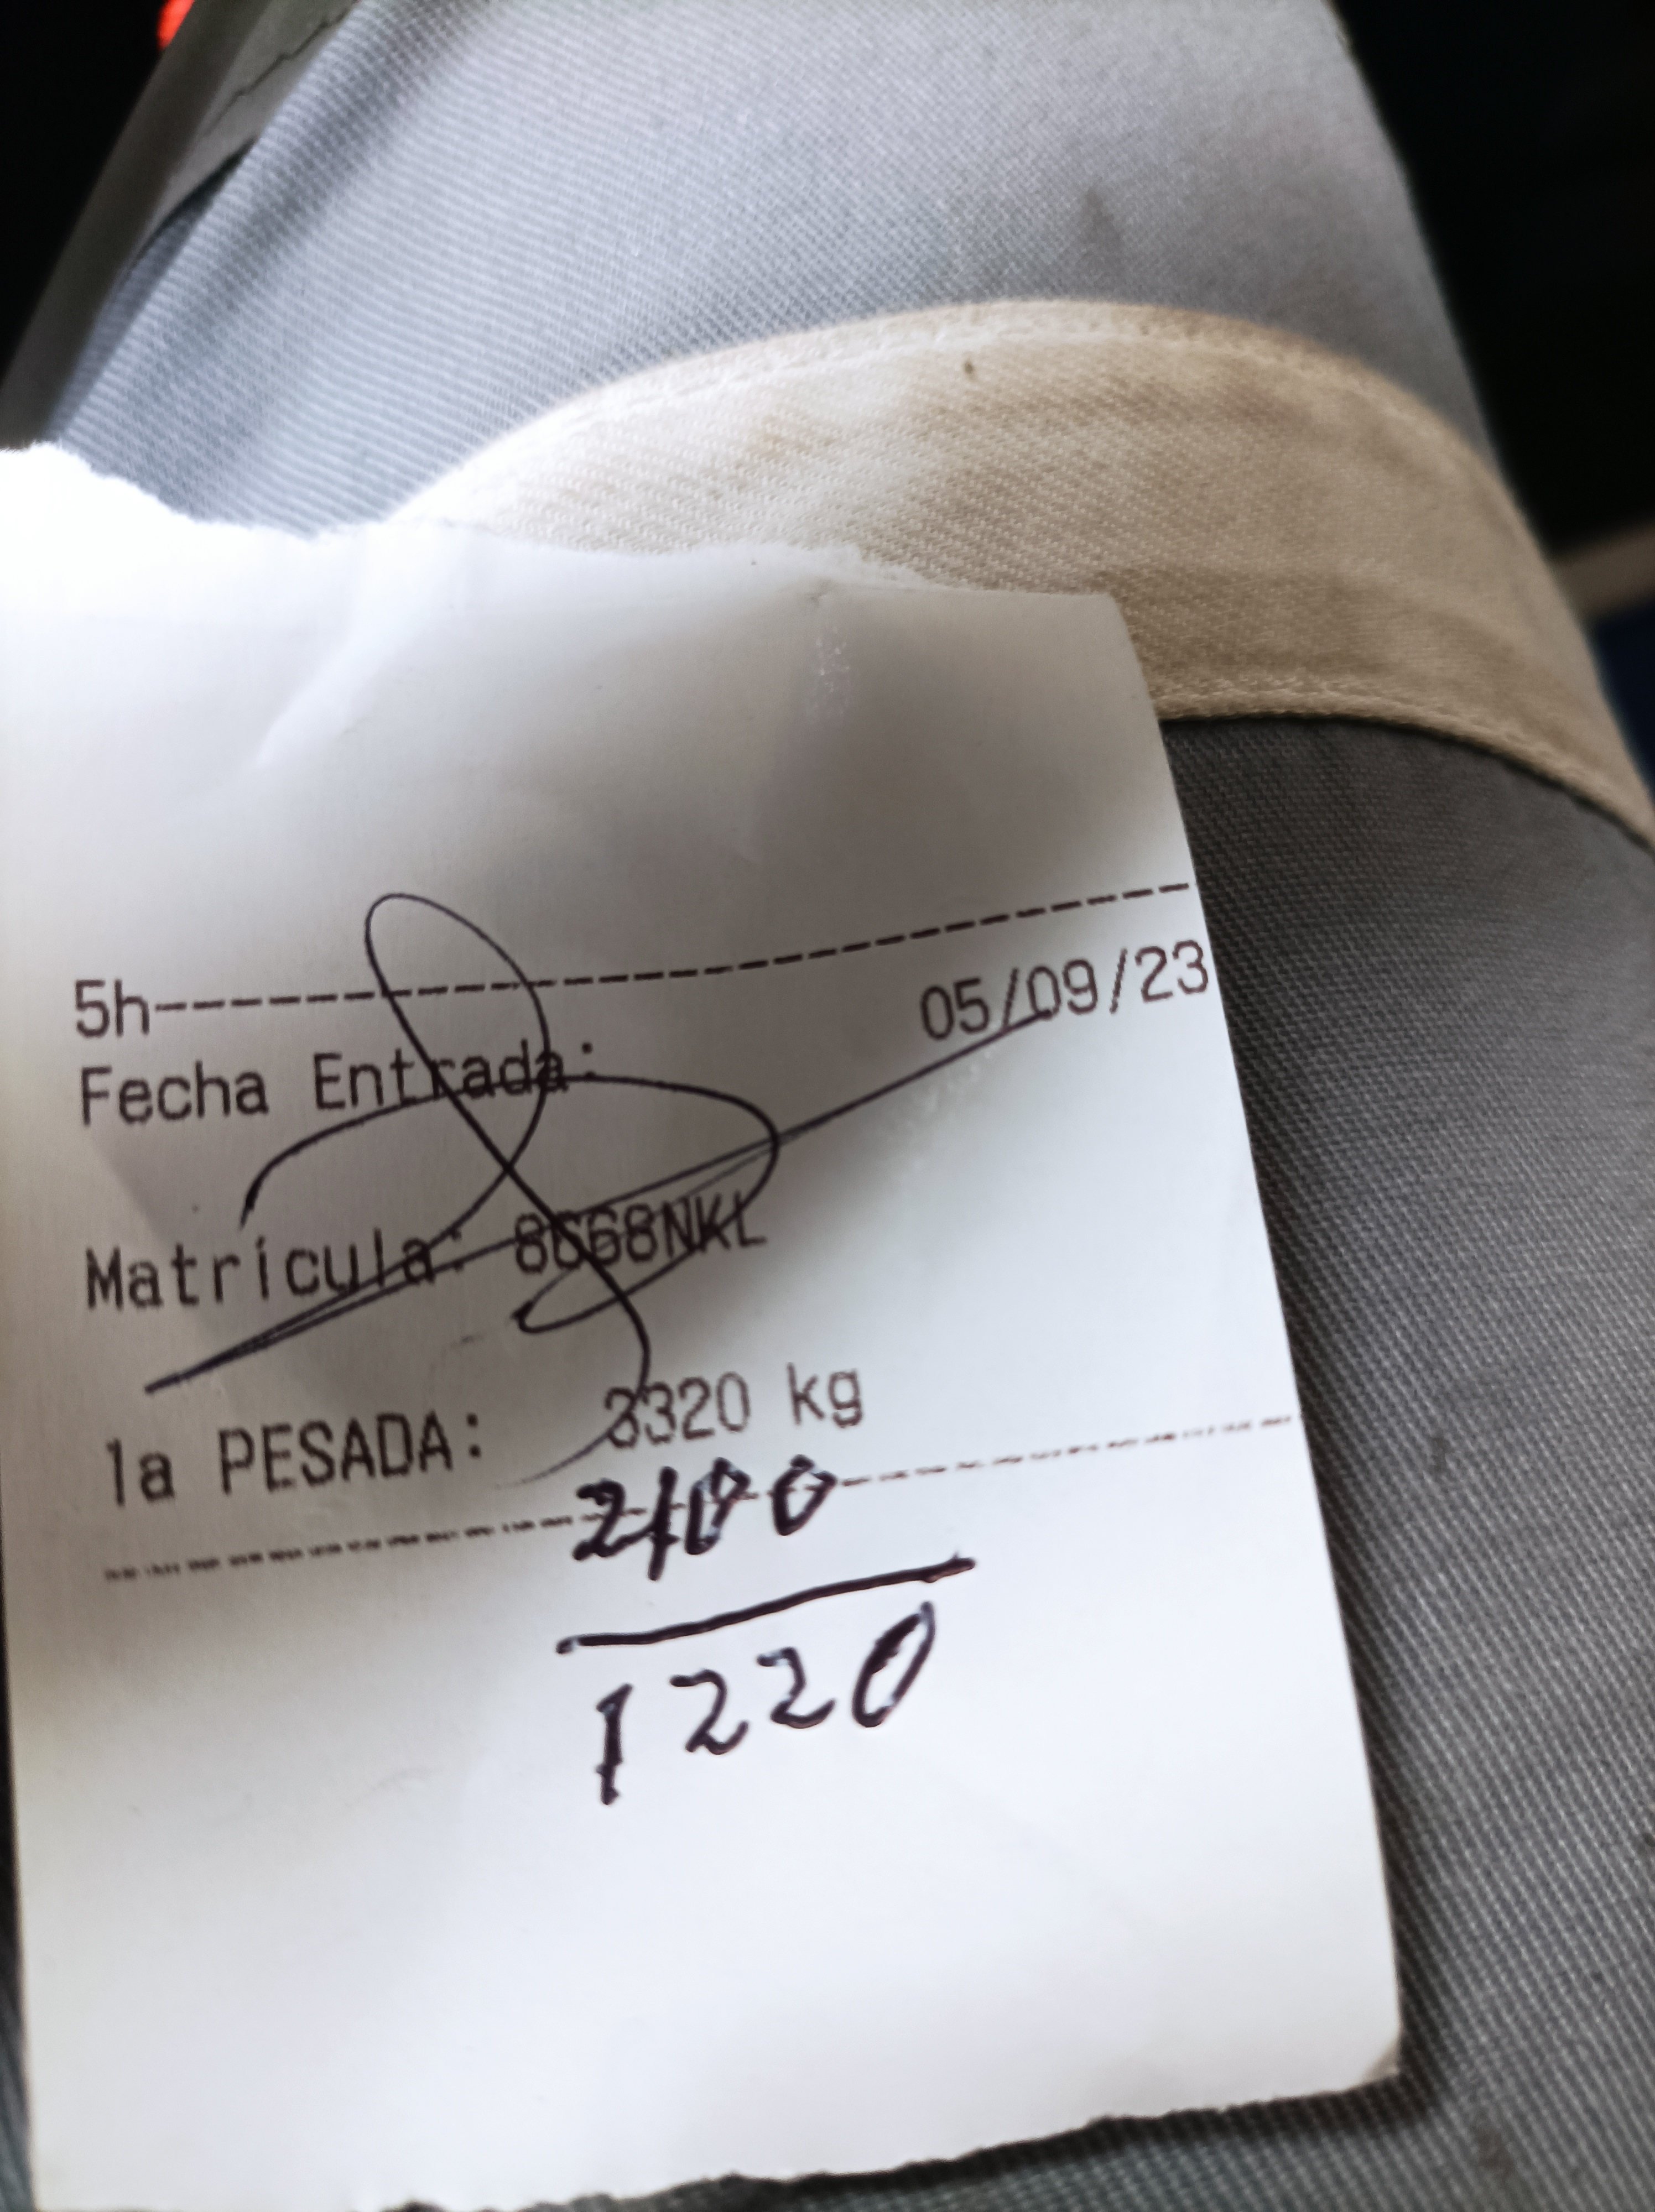 5h----------------------
Fecha Entrada: 05/09/23
Matrícula: 8668NKL
1a PESADA: 3320 kg
2100
1220